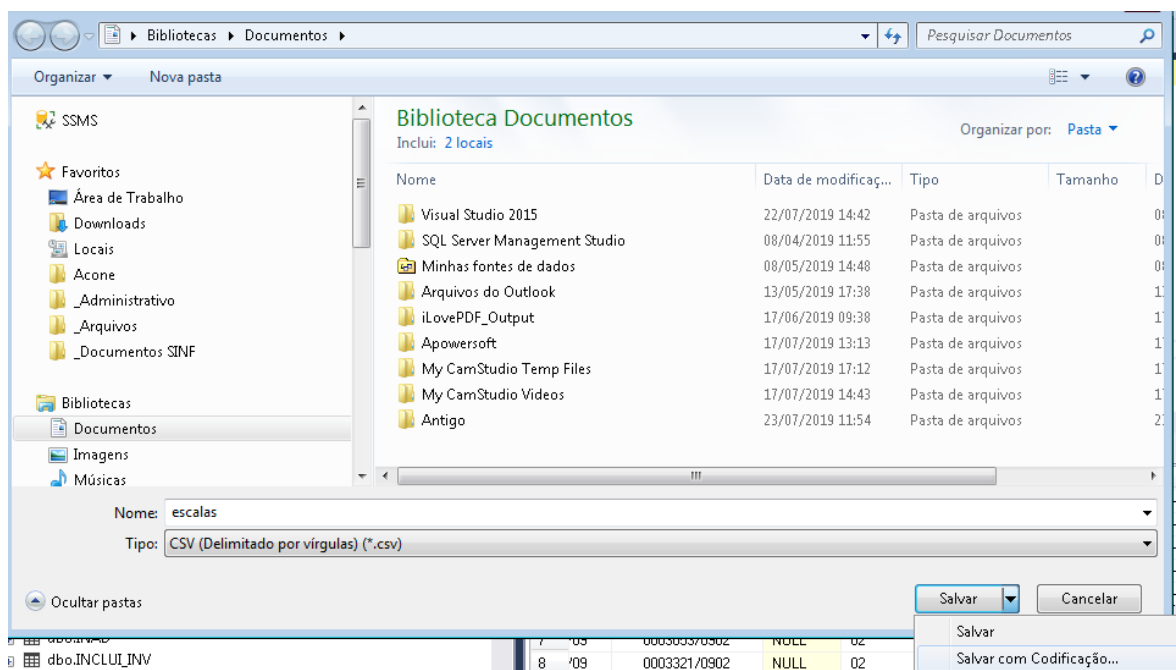 Bibliotecas Documentos Pesquisar Documentos
Organizar Nova pasta
SSMS
Favoritos
Área de Trabalho
Downloads
Locais
Acone
_Administrativo
_Arquivos
_Documentos SINF
Bibliotecas
Documentos
Imagens
Músicas
Biblioteca Documentos
Inclui: 2 locais
Organizar por: Pasta
Nome Data de modificaç... Tipo Tamanho D
Visual Studio 2015 22/07/2019 14:42 Pasta de arquivos
SQL Server Management Studio 08/04/2019 11:55 Pasta de arquivos
Minhas fontes de dados 08/05/2019 14:48 Pasta de arquivos
Arquivos do Outlook 13/05/2019 17:38 Pasta de arquivos
iLovePDF_Output 17/06/2019 09:38 Pasta de arquivos
Apowersoft 17/07/2019 13:13 Pasta de arquivos
My CamStudio Temp Files 17/07/2019 17:12 Pasta de arquivos
My CamStudio Videos 17/07/2019 14:43 Pasta de arquivos
Antigo 23/07/2019 11:54 Pasta de arquivos
Nome: escalas
Tipo: CSV (Delimitado por vírgulas) (*.csv)
Ocultar pastas Salvar Cancelar
Salvar
Salvar com Codificação...
7 /09 0003053/0902 NULL 02
dbo.INCLUI_INV 8 /09 0003321/0902 NULL 02